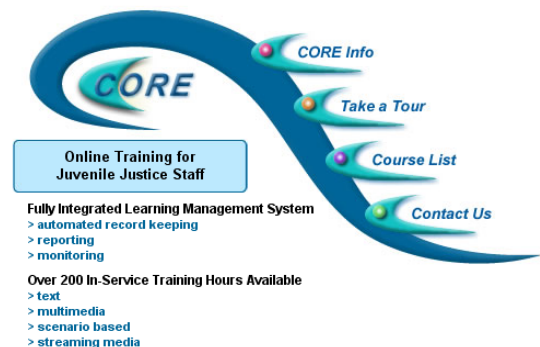 CORE
CORE Info
Take a Tour
Course List
Contact Us
Online Training for
Juvenile Justice Staff
Fully Integrated Learning Management System
> automated record keeping
> reporting
> monitoring
Over 200 In-Service Training Hours Available
> text
> multimedia
> scenario based
> streaming media